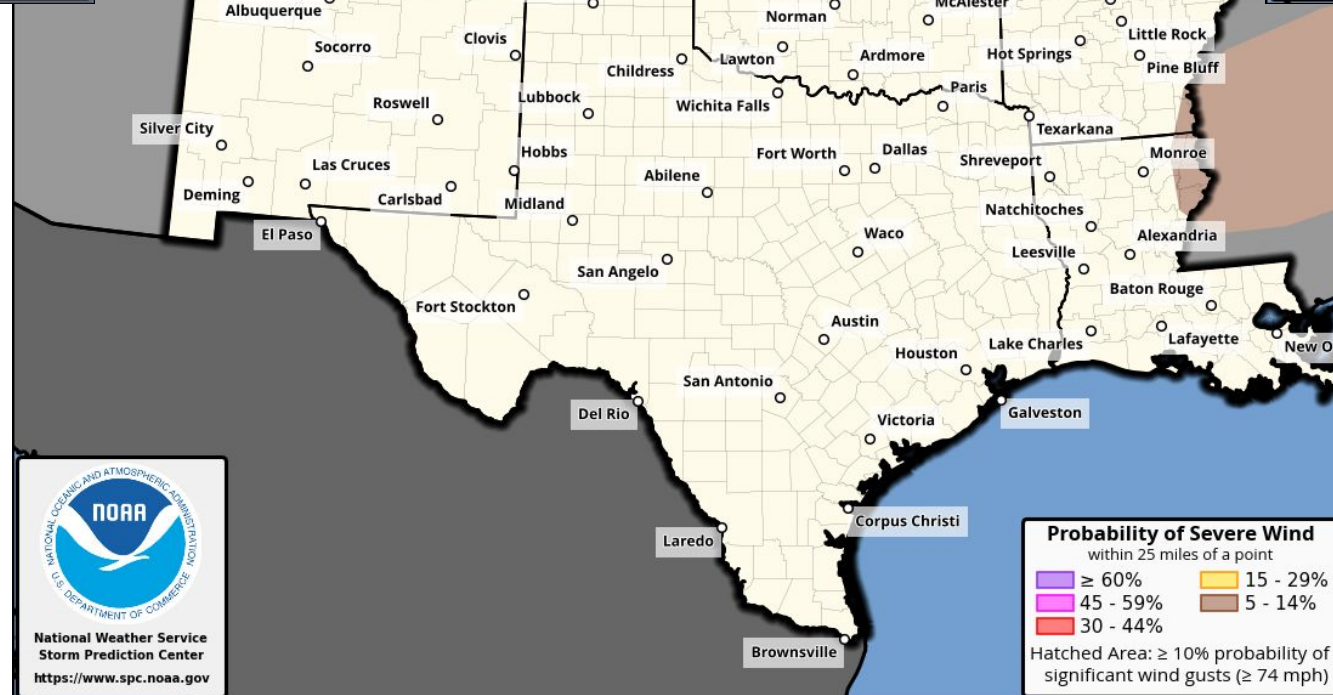 McAlester
Albuquerque
Norman
Little Rock
Socorro
Clovis
Lawton
Ardmore
Hot Springs
Pine Bluff
Childress
Paris
Roswell
Lubbock
Wichita Falls
Silver City
Texarkana
Hobbs
Fort Worth
Dallas
Shreveport
Monroe
Las Cruces
Abilene
Deming
Carlsbad
Midland
Natchitoches
El Paso
Waco
Alexandria
Leesville
San Angelo
Baton Rouge
Fort Stockton
Austin
Lake Charles
Lafayette
New O
Houston
San Antonio
Del Rio
Galveston
Victoria
Corpus Christi
Laredo
Brownsville
NATIONAL OCEANIC AND ATMOSPHERIC ADMINISTRATION
NOAA
U.S. DEPARTMENT OF COMMERCE
National Weather Service
Storm Prediction Center
https://www.spc.noaa.gov
Probability of Severe Wind
within 25 miles of a point
≥ 60%
15 - 29%
45 - 59%
5 - 14%
30 - 44%
Hatched Area: ≥ 10% probability of
significant wind gusts (≥ 74 mph)